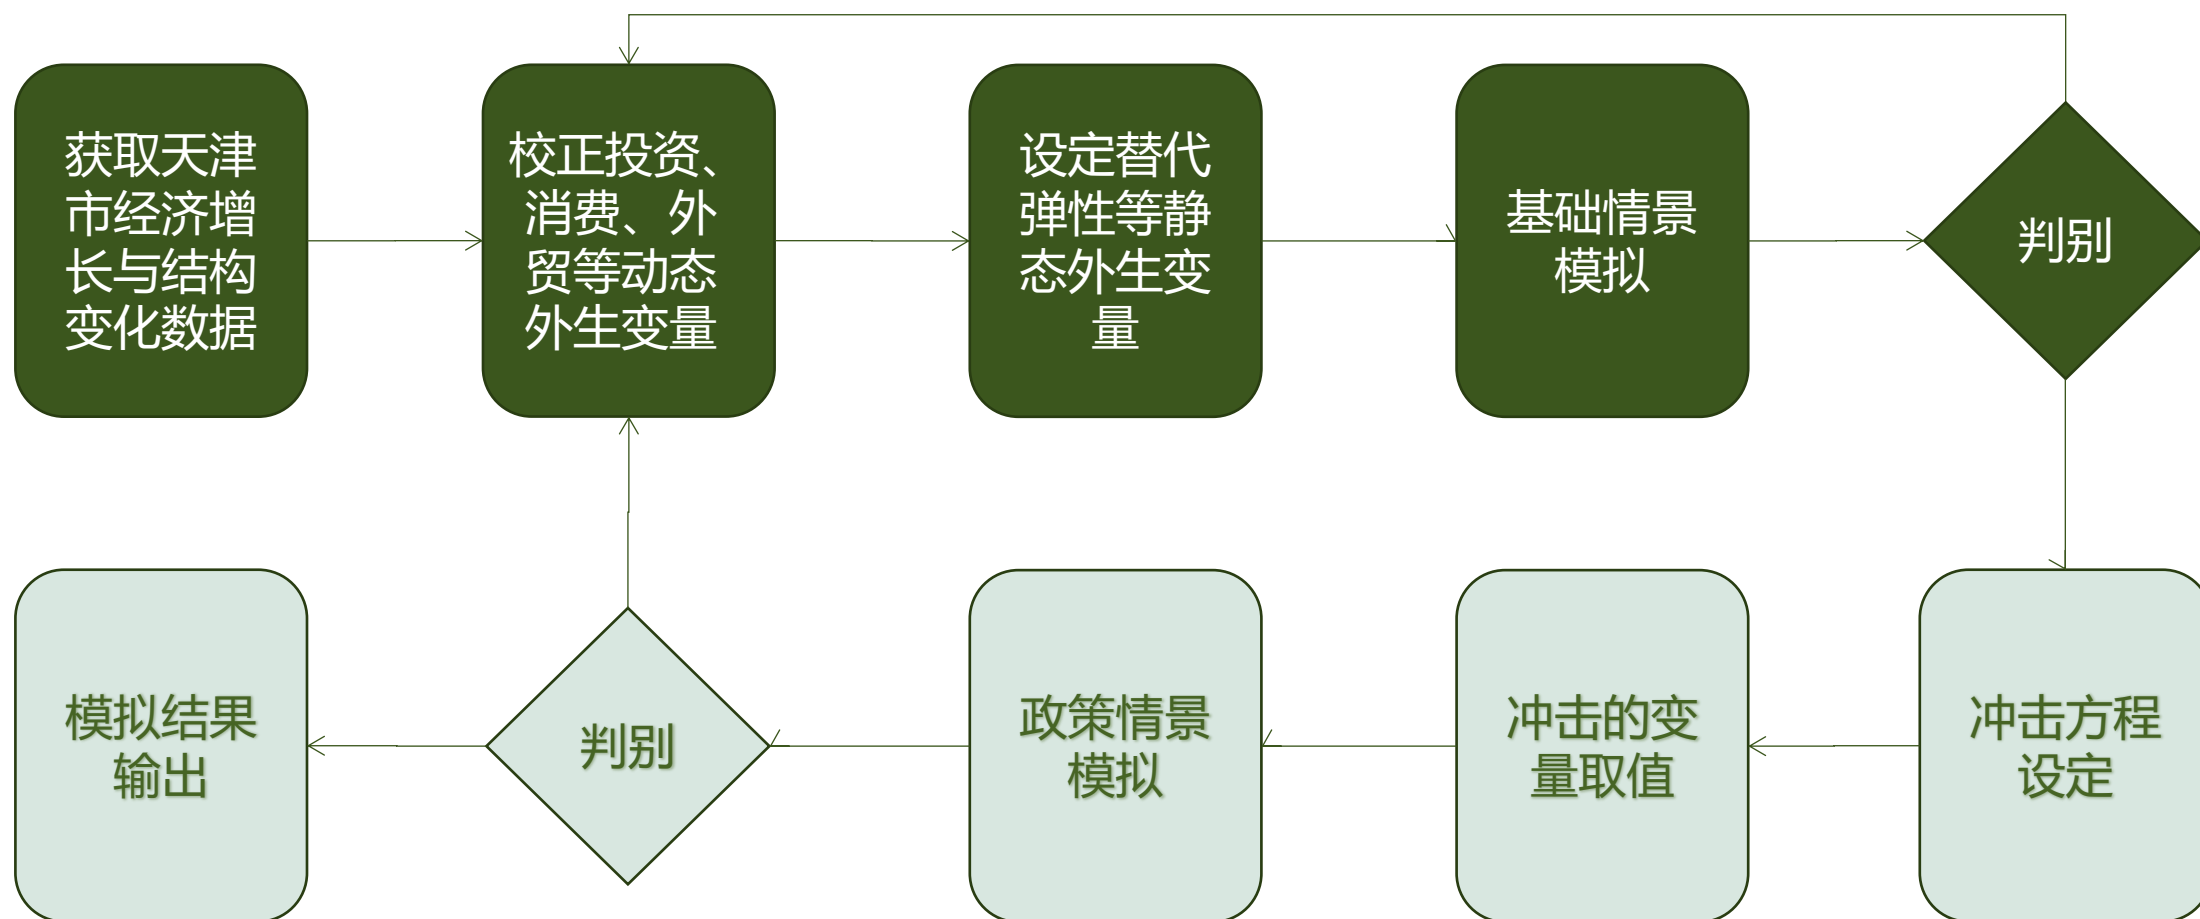 获取天津
市经济增
长与结构
变化数据
校正投资、
消费、外
贸等动态
外生变量
设定替代
弹性等静
态外生变
量
基础情景
模拟
判别
模拟结果
输出
判别
政策情景
模拟
冲击的变
量取值
冲击方程
设定